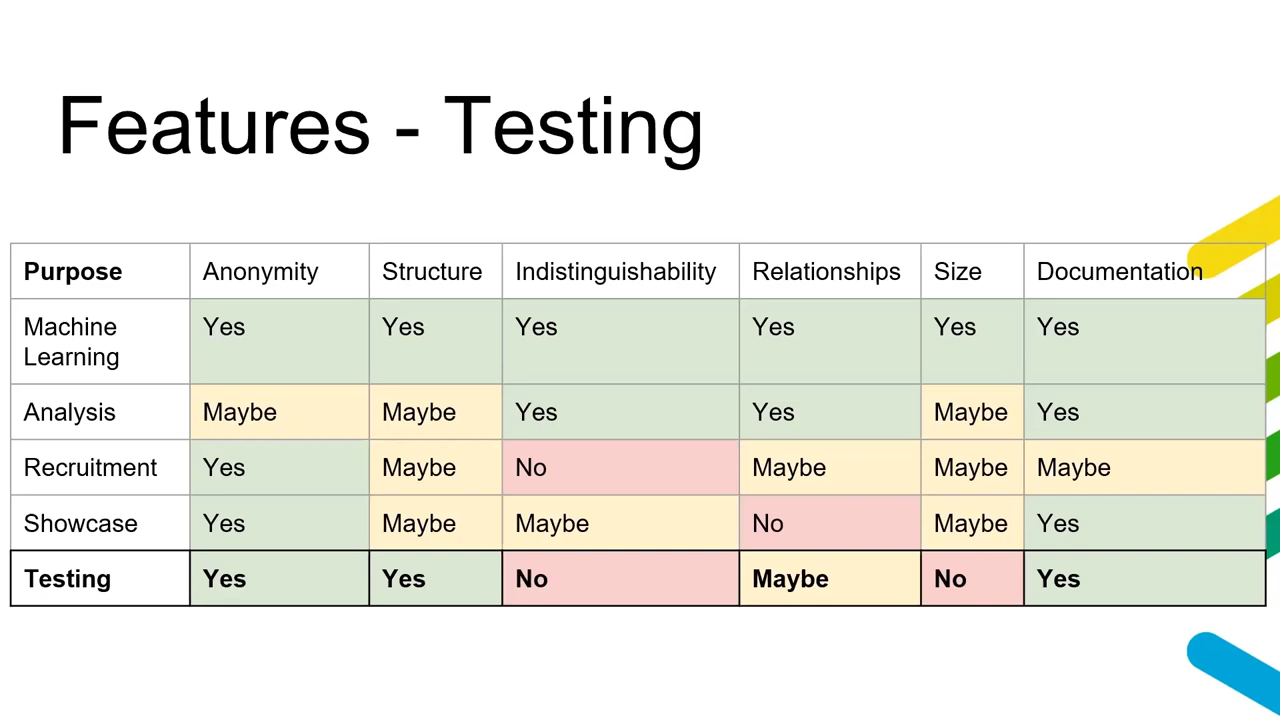 Features - Testing
Purpose Anonymity Structure Indistinguishability Relationships Size Documentation
Machine Learning Yes Yes Yes Yes Yes Yes
Analysis Maybe Maybe Yes Yes Maybe Yes
Recruitment Yes Maybe No Maybe Maybe Maybe
Showcase Yes Maybe Maybe No Maybe Yes
Testing Yes Yes No Maybe No Yes